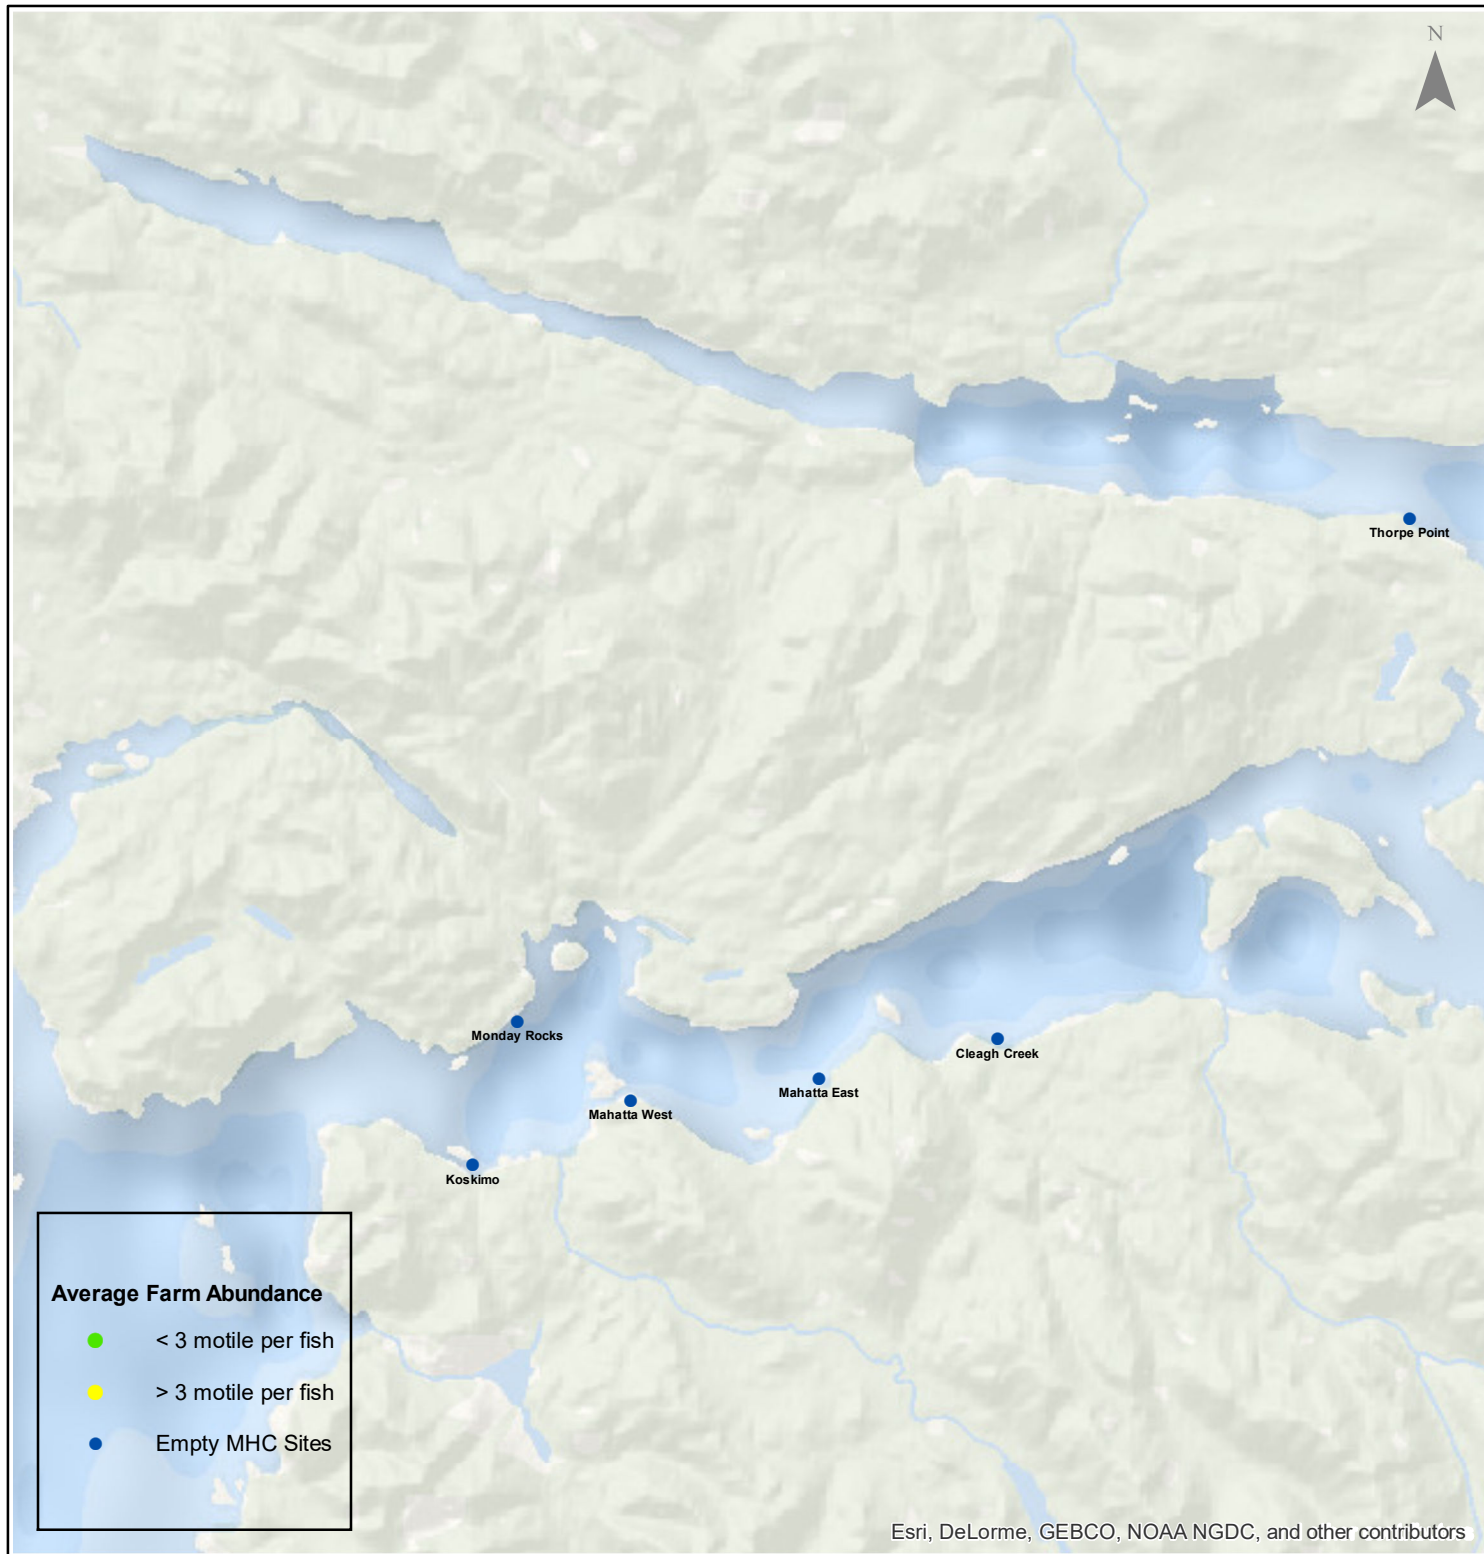 N
Thorpe Point
Monday Rocks
Cleagh Creek
Mahatta East
Mahatta West
Koskimo
Average Farm Abundance
< 3 motile per fish
> 3 motile per fish
Empty MHC Sites
Esri, DeLorme, GEBCO, NOAA NGDC, and other contributors